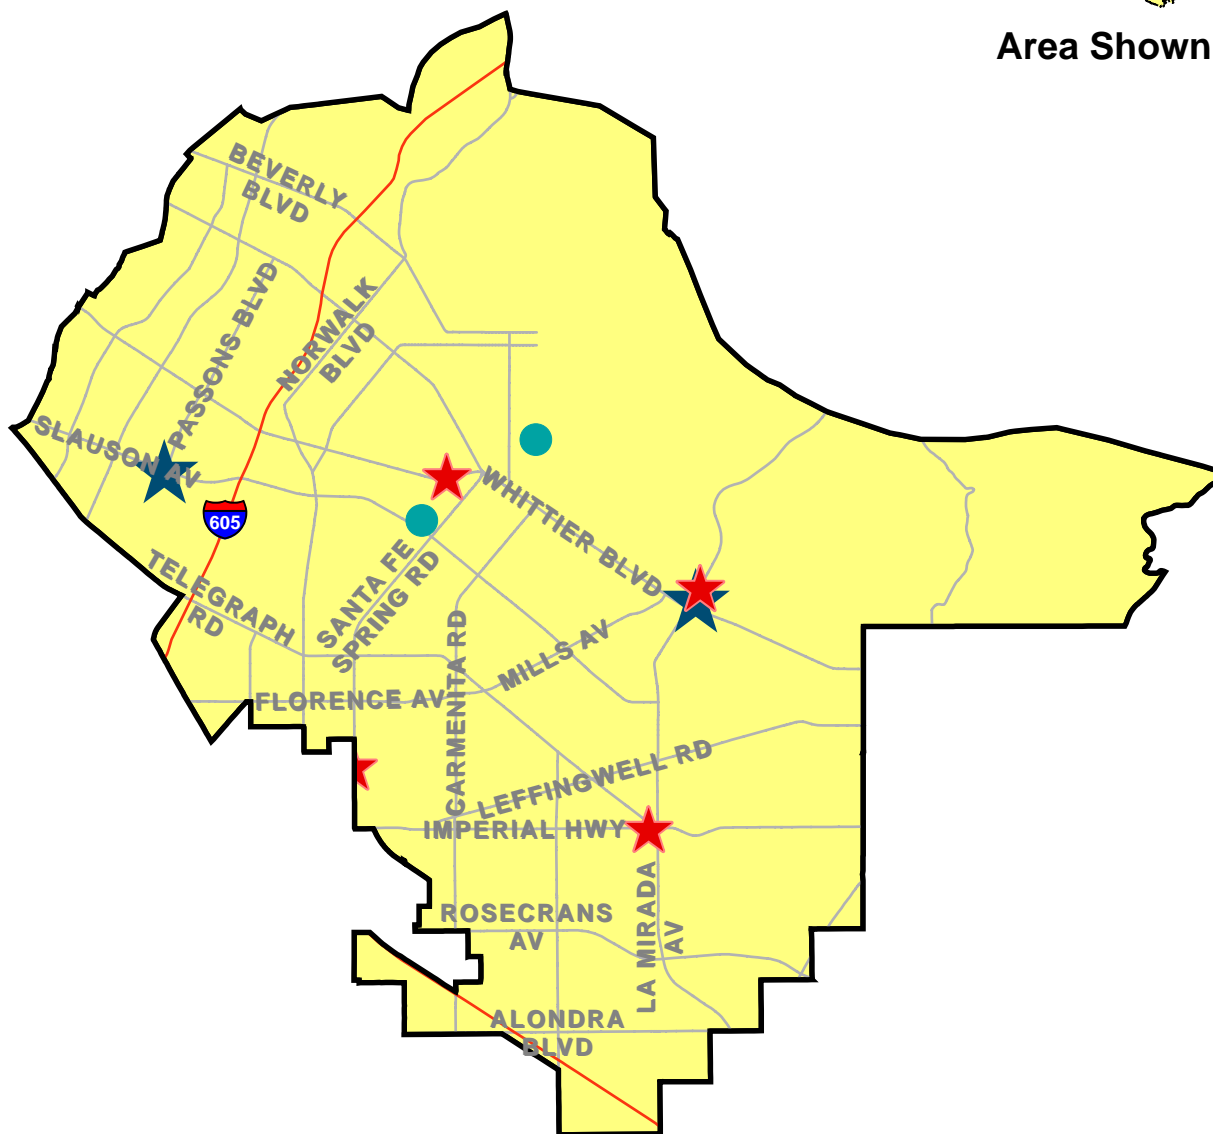 Area Shown
BEVERLY
BLVD
PASSONS BLVD
NORWALK
BLVD
SLAUSON AV
605
WHITTIER BLVD
TELEGRAPH
RD
SANTA FE
SPRING RD
MILLS AV
CARMENITA RD
FLORENCE AV
LEFFINGWELL RD
IMPERIAL HWY
LA MIRADA
AV
ROSECRANS
AV
ALONDRA
BLVD